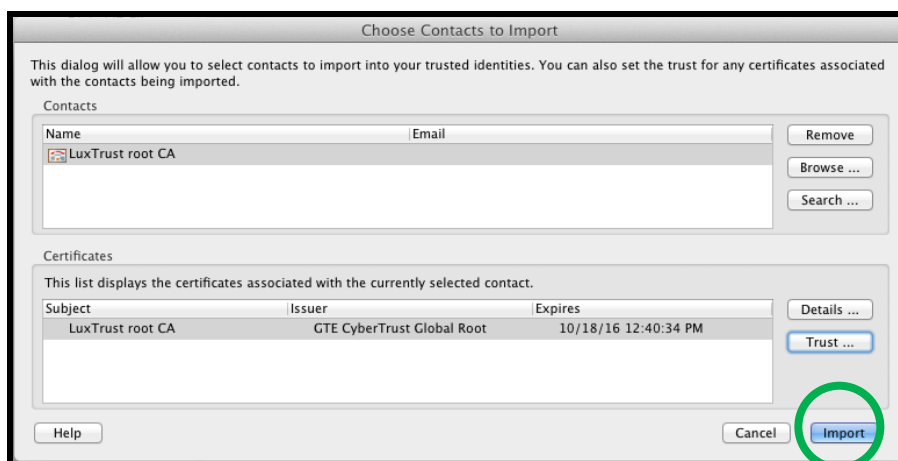 Choose Contacts to Import
This dialog will allow you to select contacts to import into your trusted identities. You can also set the trust for any certificates associated
with the contacts being imported.
Contacts
Name Email
LuxTrust root CA
Remove
Browse ...
Search ...
Certificates
This list displays the certificates associated with the currently selected contact.
Subject Issuer Expires
LuxTrust root CA GTE CyberTrust Global Root 10/18/16 12:40:34 PM
Details ...
Trust ...
Help Cancel Import